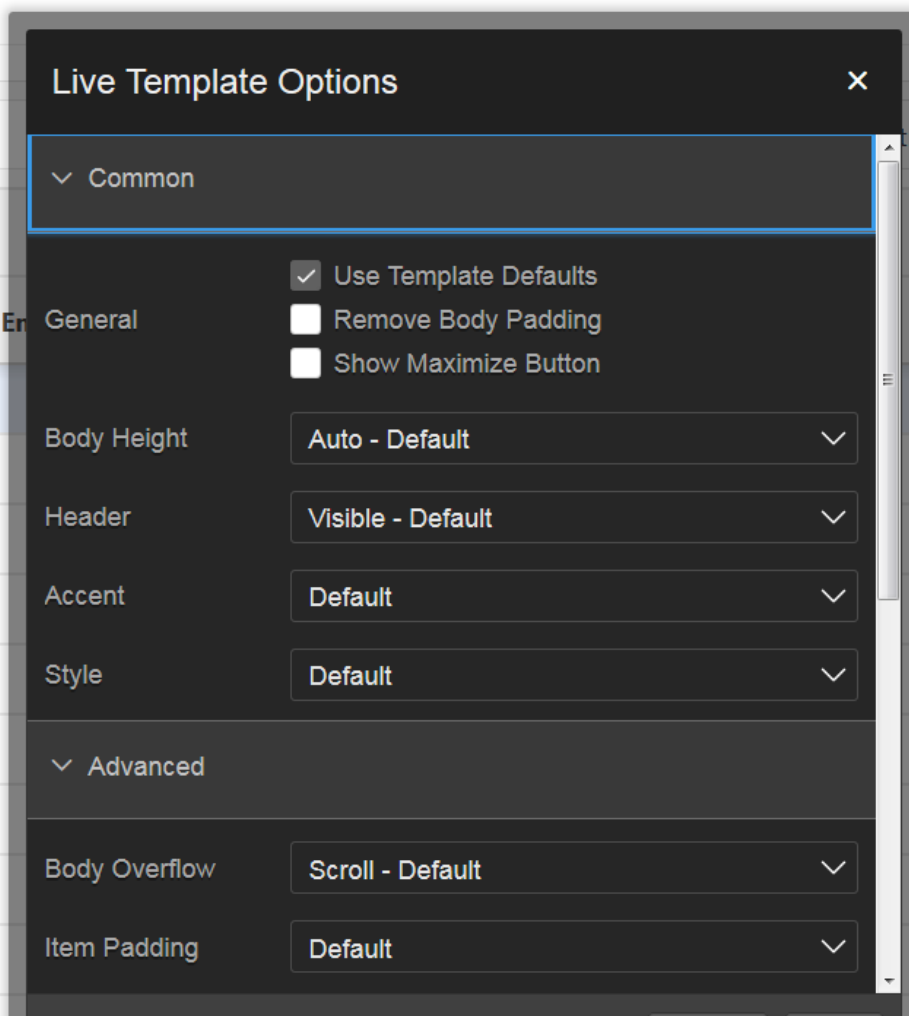 Live Template Options
Common
General
Use Template Defaults
Remove Body Padding
Show Maximize Button
Body Height
Auto - Default
Header
Visible - Default
Accent
Default
Style
Default
Advanced
Body Overflow
Scroll - Default
Item Padding
Default